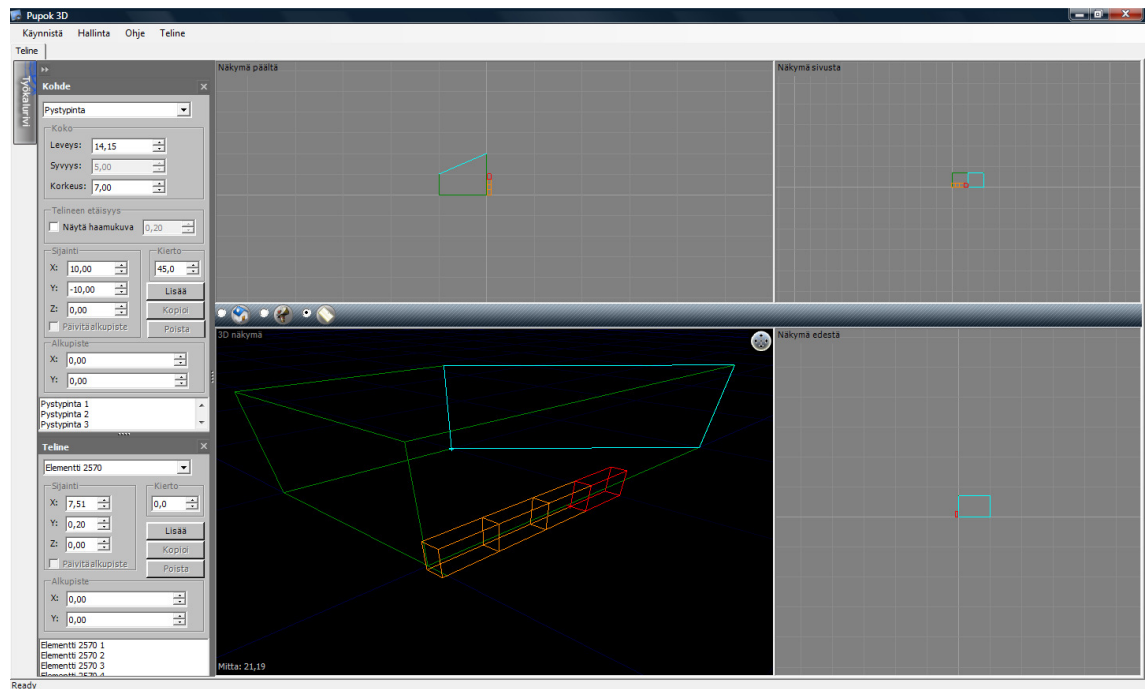 Pupok 3D
Käynnistä Hallinta Ohje Teline
Teline
Työkalurivi
Kohde
Pystypinta
Koko
Leveys: 14,15
Syvyys: 5,00
Korkeus: 7,00
Telineen etäisyys
Näytä haamukuva 0,20
Sijainti Kierto
X: 10,00 45,0
Y: -10,00 Lisää
Z: 0,00 Kopioi
Päivitä alkupiste Poista
Alkupiste
X: 0,00
Y: 0,00
Pystypinta 1
Pystypinta 2
Pystypinta 3
Teline
Elementti 2570
Sijainti Kierto
X: 7,51 0,0
Y: 0,20 Lisää
Z: 0,00 Kopioi
Päivitä alkupiste Poista
Alkupiste
X: 0,00
Y: 0,00
Elementti 2570 1
Elementti 2570 2
Elementti 2570 3
Elementti 2570 4
Näkymä päältä
Näkymä sivusta
3D näkymä
Näkymä edestä
Mitta: 21,19
Ready